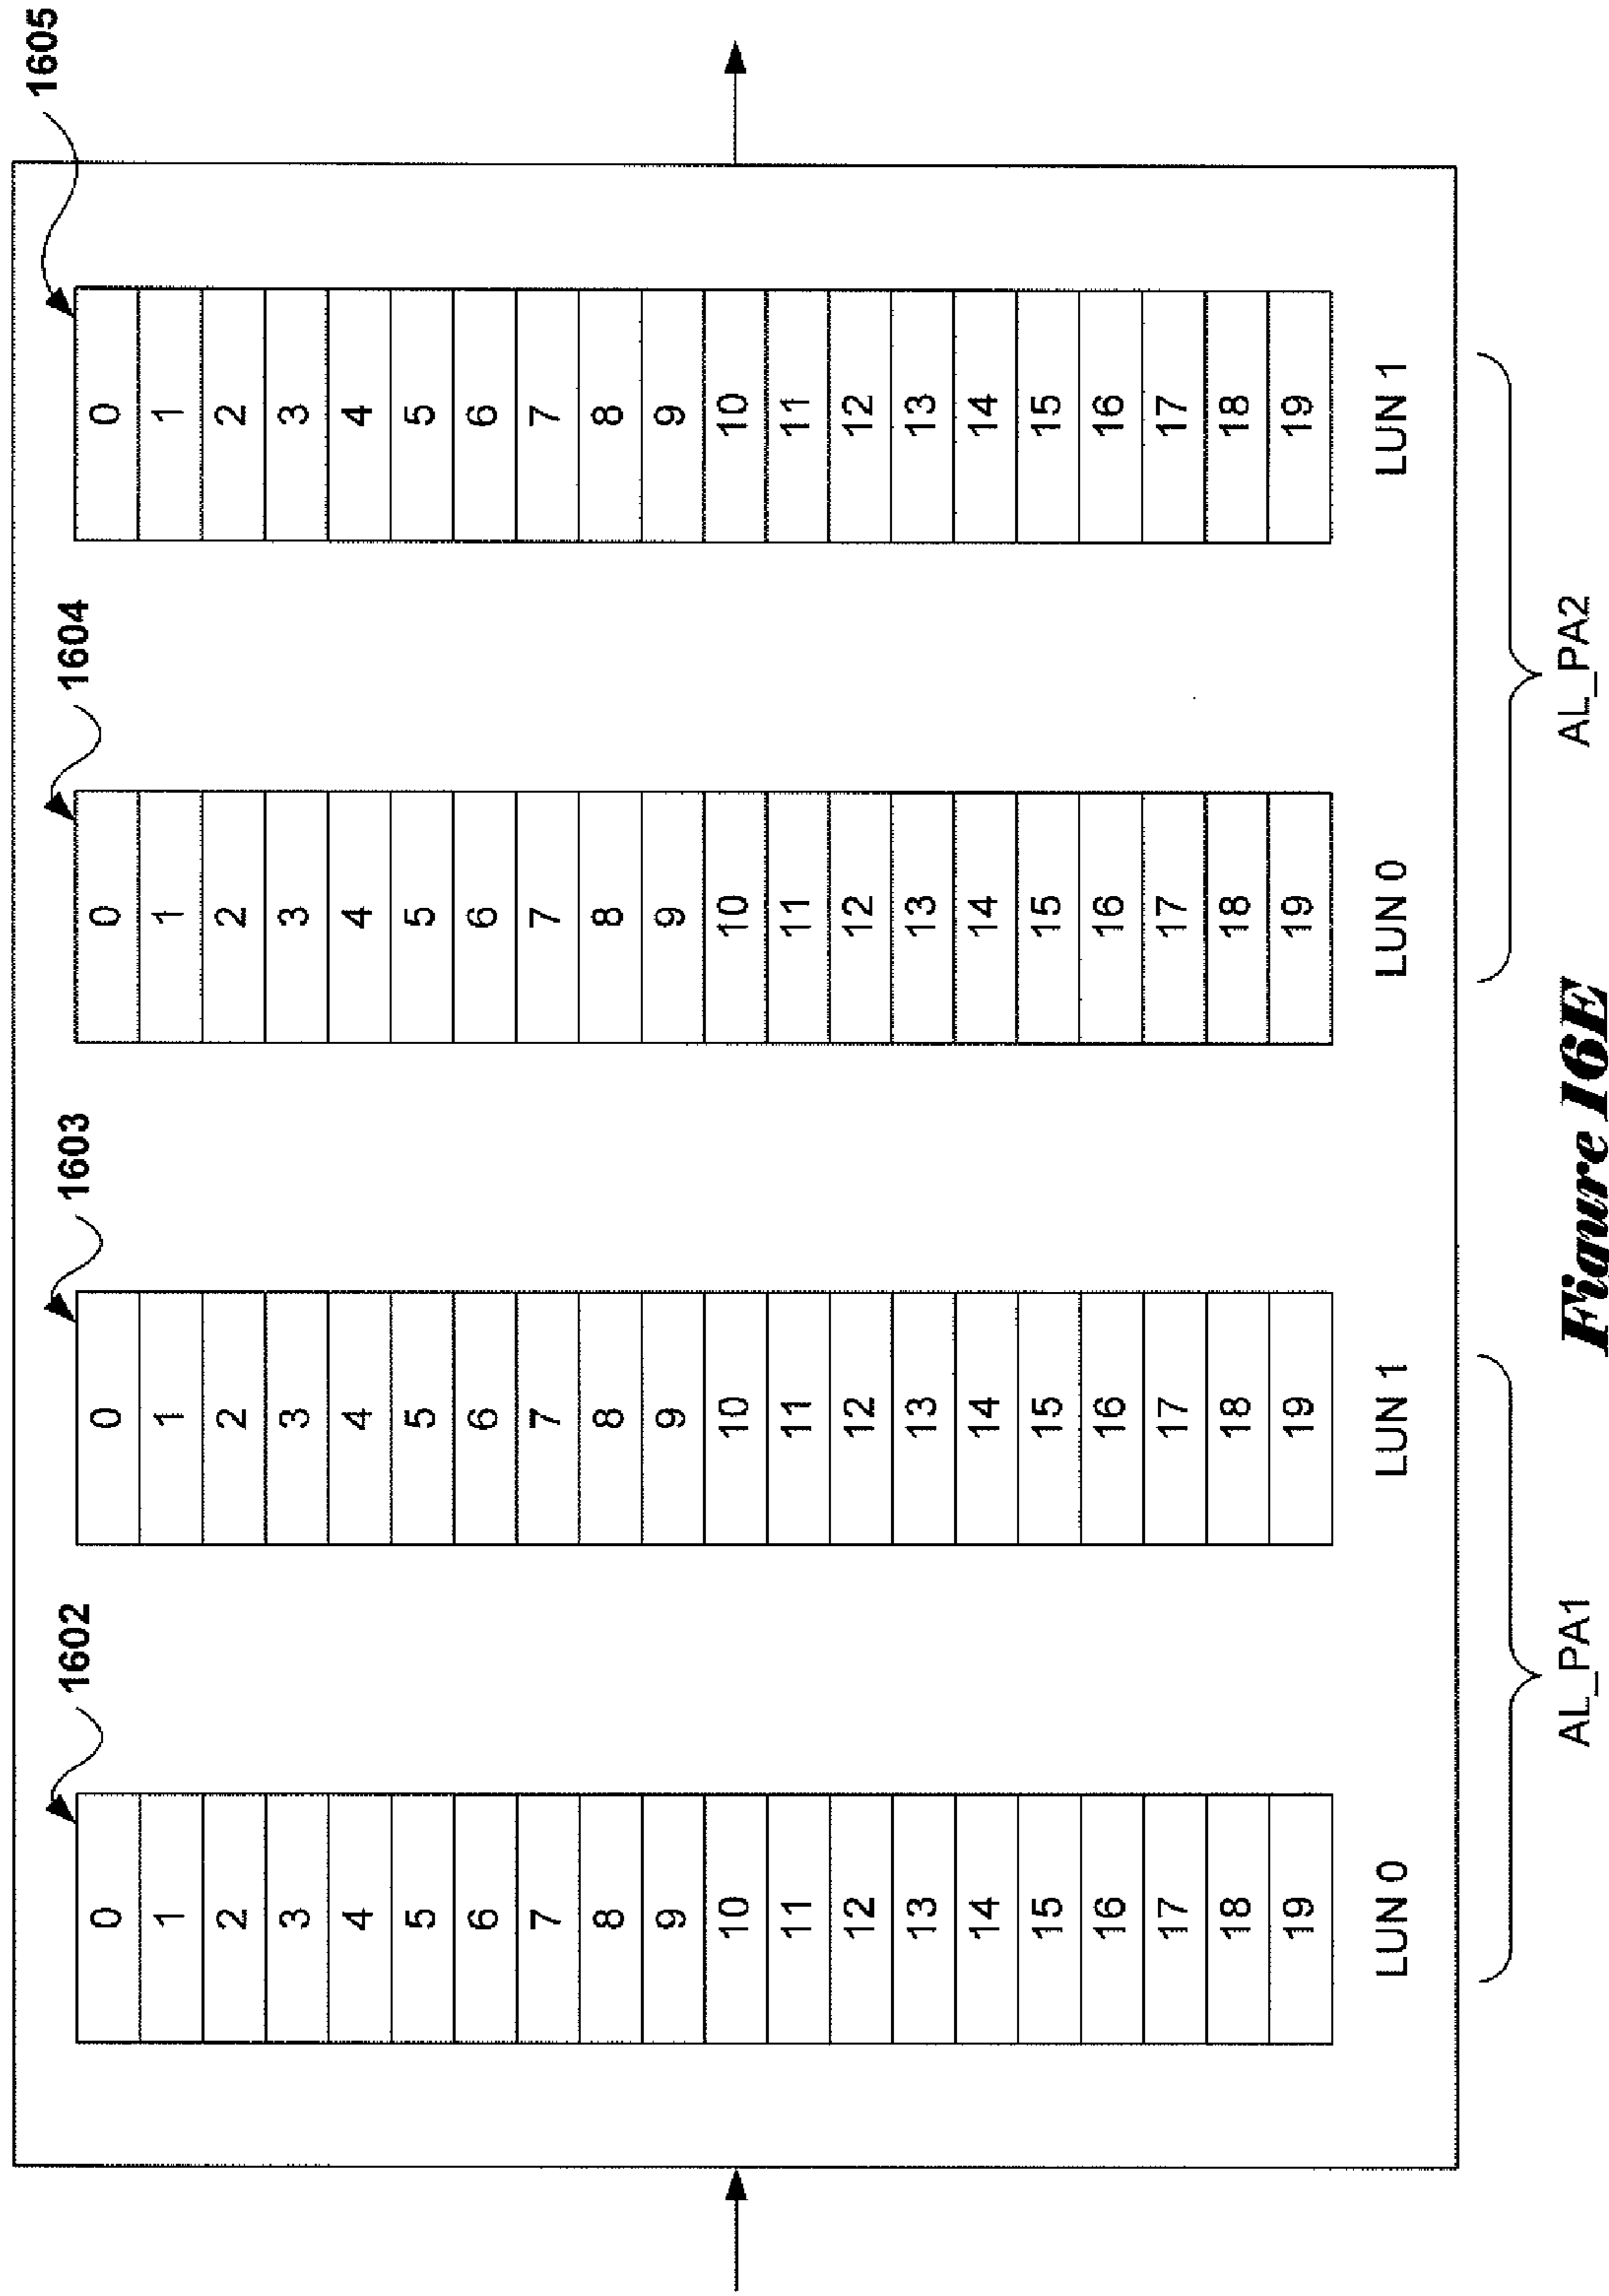 1602 1603 1604 1605
0 0 0 0
1 1 1 1
2 2 2 2
3 3 3 3
4 4 4 4
5 5 5 5
6 6 6 6
7 7 7 7
8 8 8 8
9 9 9 9
10 10 10 10
11 11 11 11
12 12 12 12
13 13 13 13
14 14 14 14
15 15 15 15
16 16 16 16
17 17 17 17
18 18 18 18
19 19 19 19
LUN 0 LUN 1 LUN 0 LUN 1
AL_PA1 AL_PA2
Figure 16E